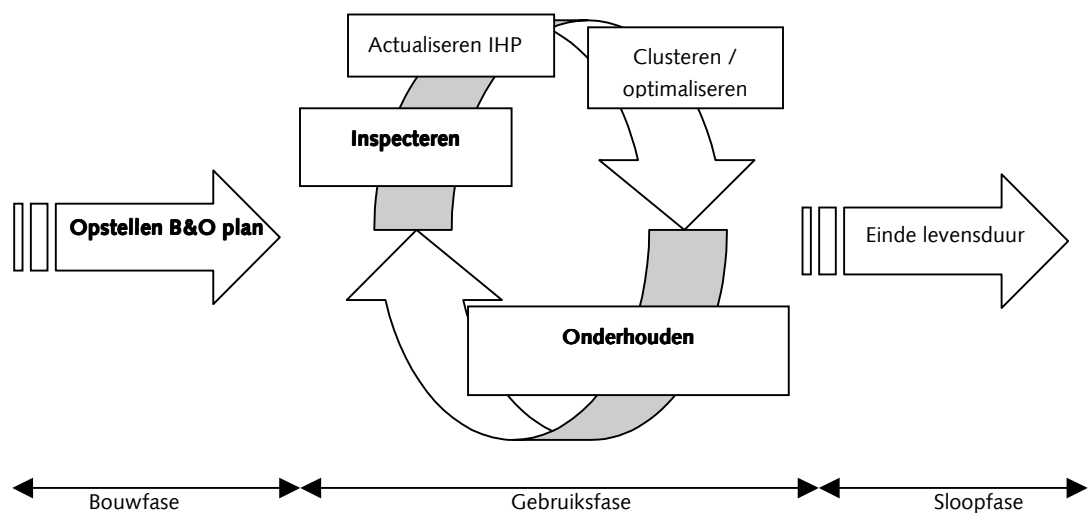 Actualiseren IHP
Clusteren /
optimaliseren
Inspecteren
Opstellen B&O plan
Einde levensduur
Onderhouden
Bouwfase
Gebruiksfase
Sloopfase